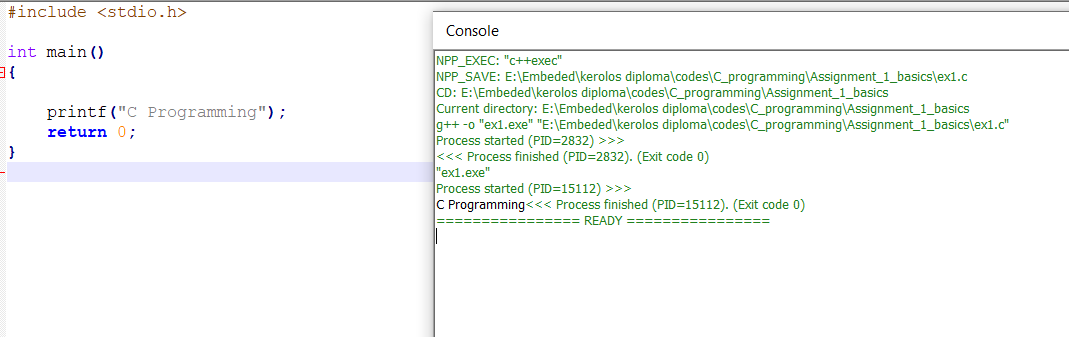 #include <stdio.h>
int main()
{
printf("C Programming");
return 0;
}
Console
NPP_EXEC: "c++exec"
NPP_SAVE: E:\Embeded\kerolos diploma\codes\C_programming\Assignment_1_basics\ex1.c
CD: E:\Embeded\kerolos diploma\codes\C_programming\Assignment_1_basics
Current directory: E:\Embeded\kerolos diploma\codes\C_programming\Assignment_1_basics
g++ -o "ex1.exe" "E:\Embeded\kerolos diploma\codes\C_programming\Assignment_1_basics\ex1.c"
Process started (PID=2832) >>>
<<< Process finished (PID=2832). (Exit code 0)
"ex1.exe"
Process started (PID=15112) >>>
C Programming<<< Process finished (PID=15112). (Exit code 0)
================ READY ================